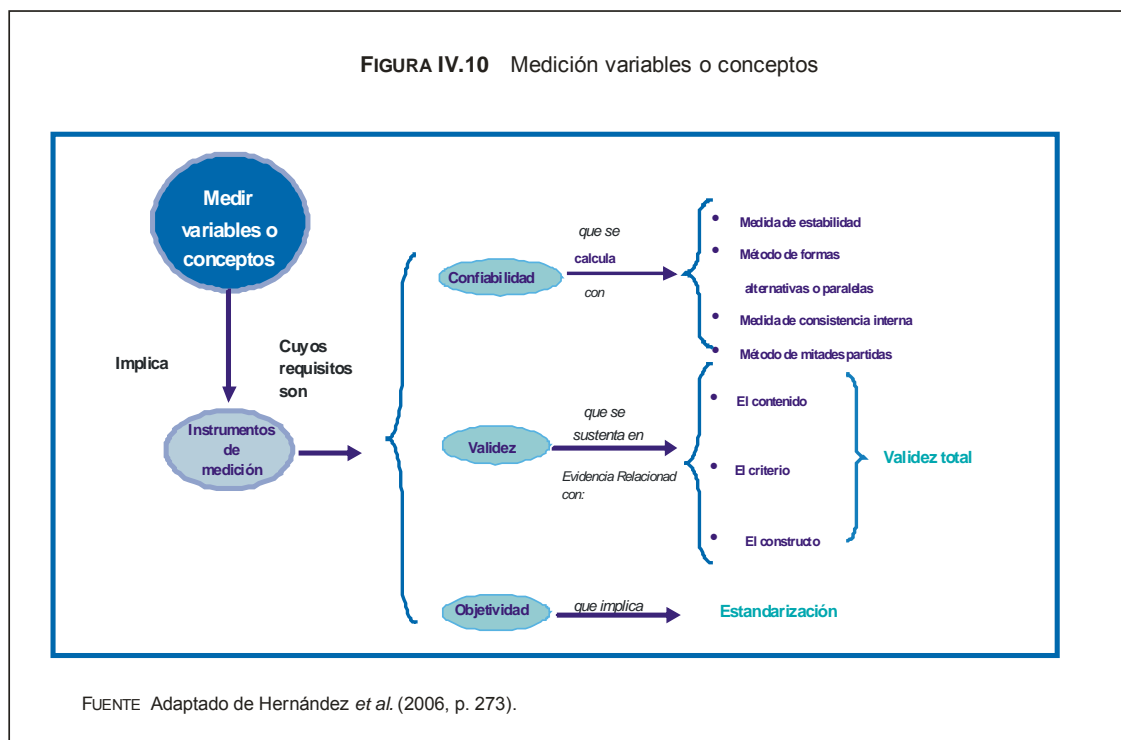 FIGURA IV.10 Medición variables o conceptos
Medir
variables o
conceptos
Implica
Cuyos
requisitos
son
Instrumentos
de
medición
Confiabilidad
que se
calcula
con
• Medida de estabilidad
• Método de formas
alternativas o paralelas
• Medida de consistencia interna
• Método de mitades partidas
Validez
que se
sustenta en
Evidencia Relacionad
con:
• El contenido
• El criterio
• El constructo
Validez total
Objetividad
que implica
Estandarización
FUENTE Adaptado de Hernández et al. (2006, p. 273).